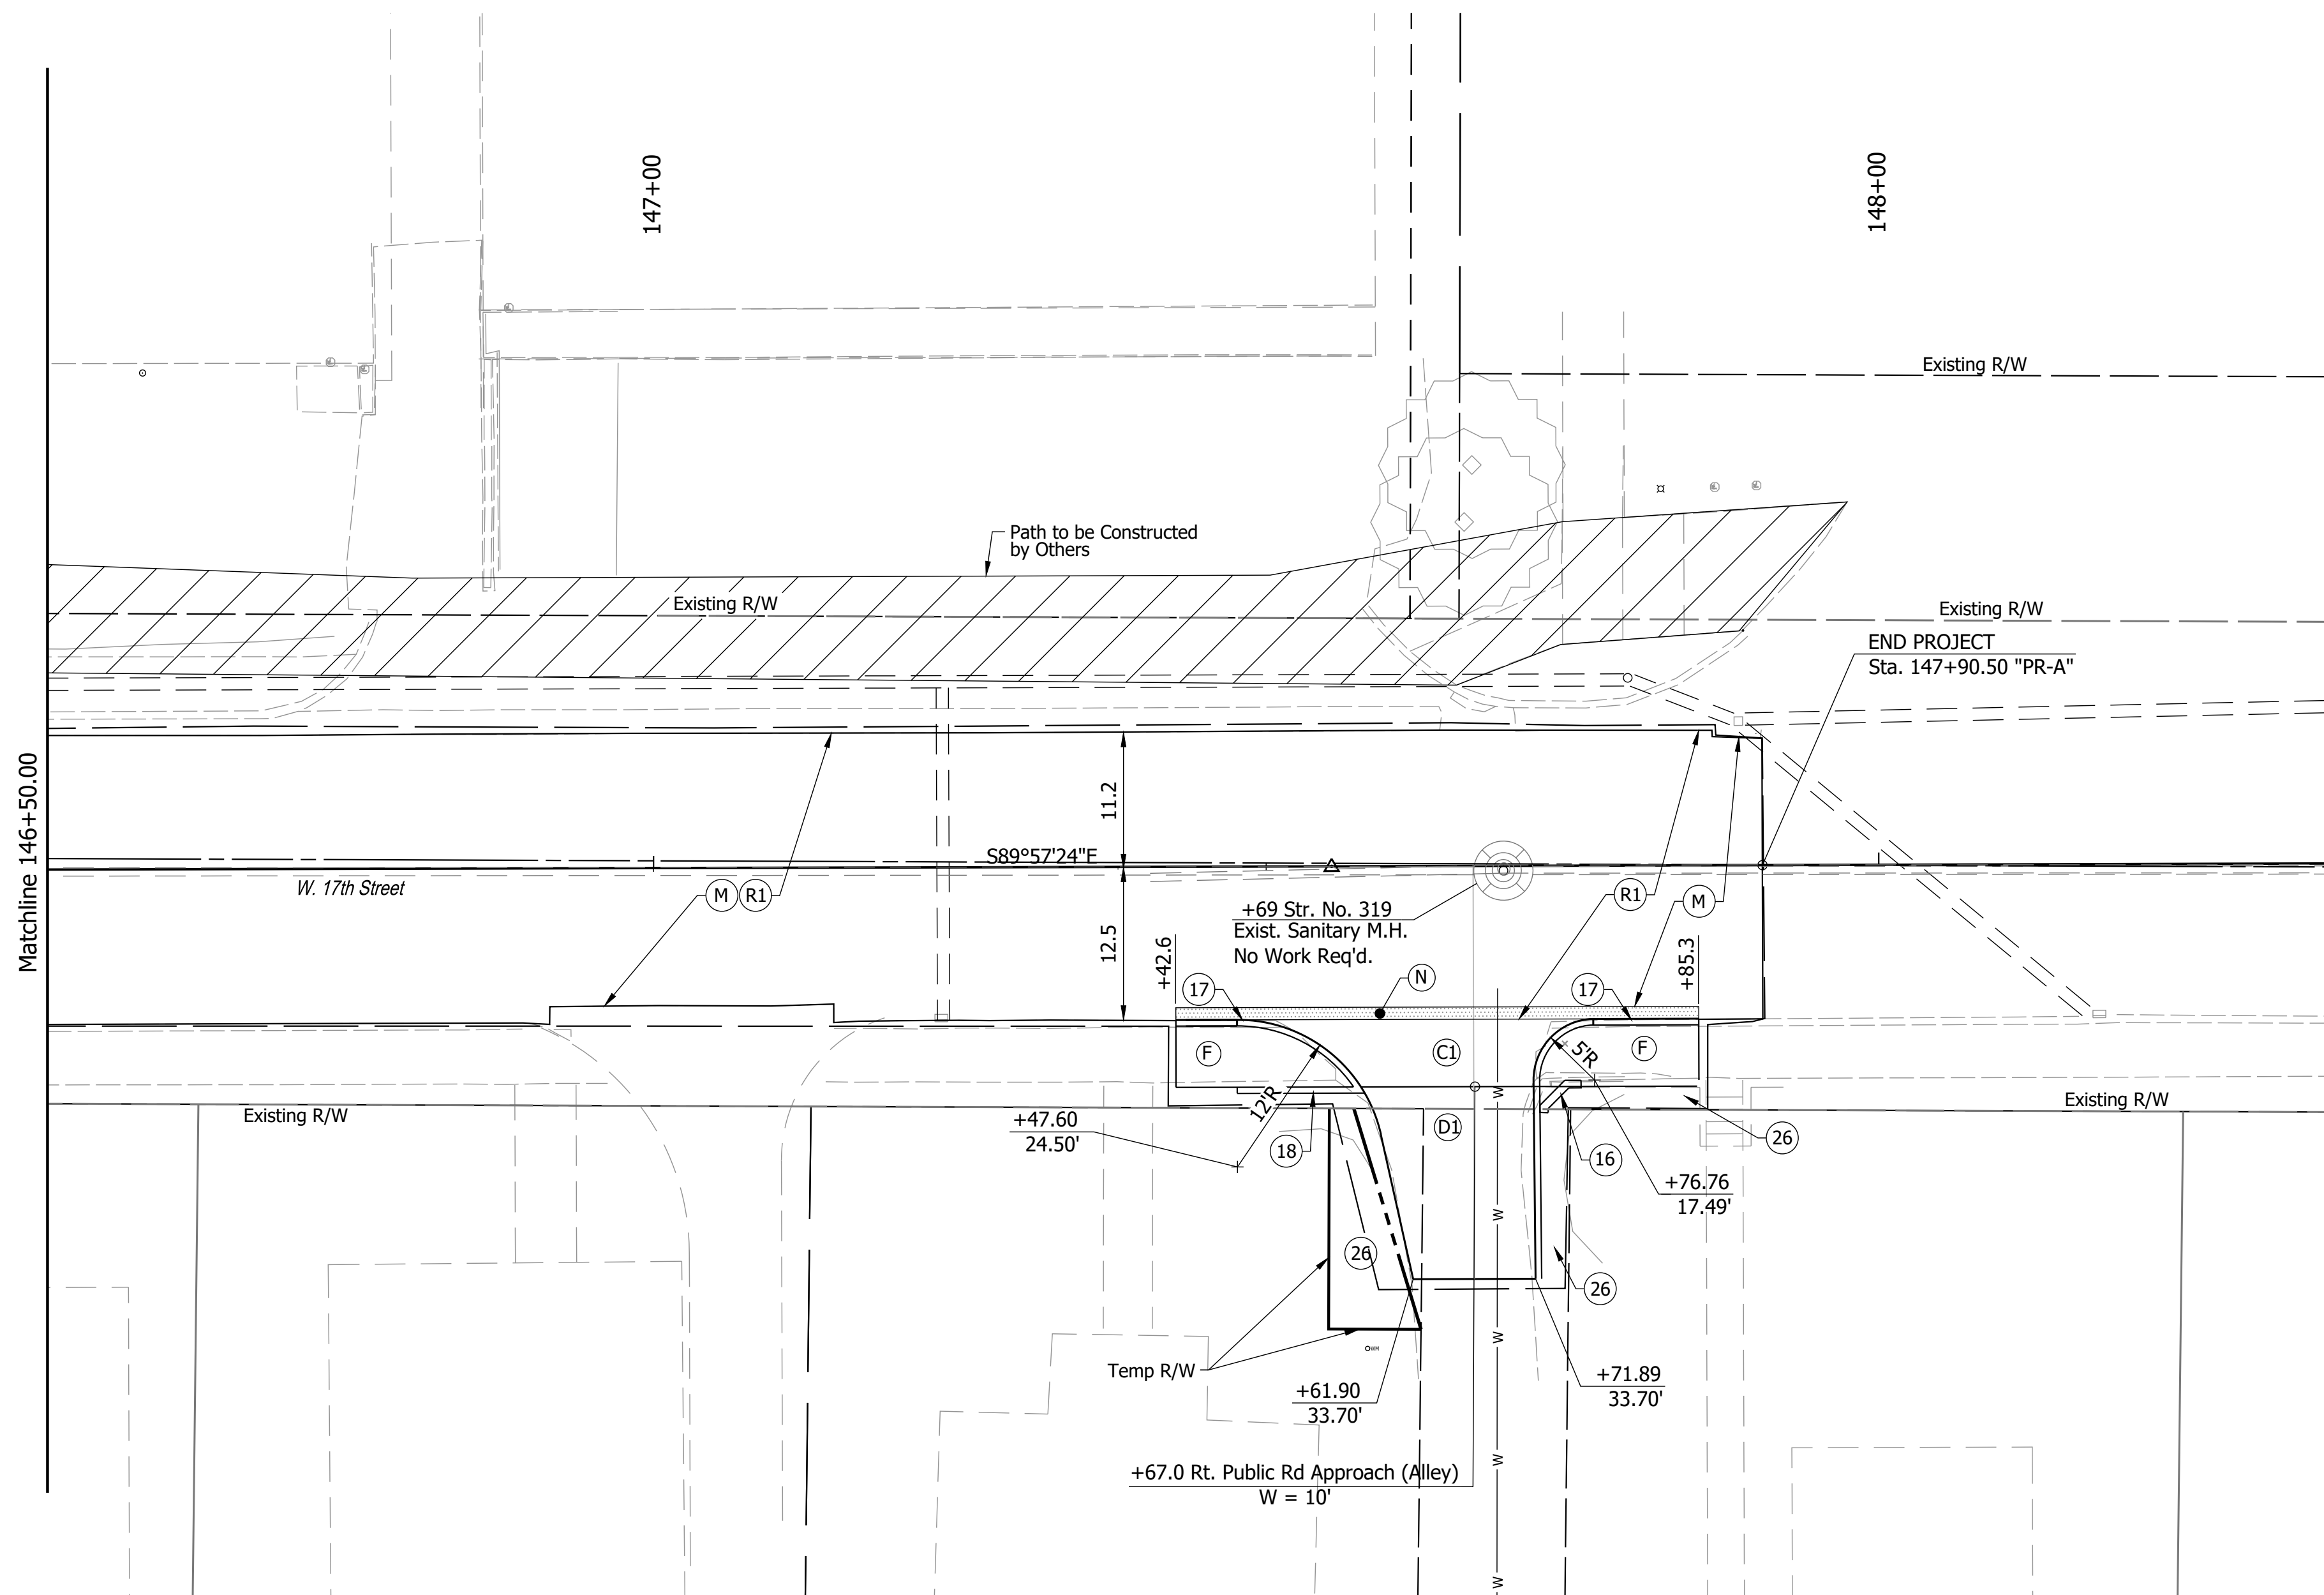 147+00
148+00
Existing R/W
Path to be Constructed
by Others
Existing R/W
Existing R/W
END PROJECT
Sta. 147+90.50 "PR-A"
Matchline 146+50.00
11.2
S89°57'24"E
W. 17th Street
M
R1
R1
M
+69 Str. No. 319
Exist. Sanitary M.H.
No Work Req'd.
12.5
+42.6
+85.3
17
N
17
F
C1
5'R
F
12'R
W
Existing R/W
Existing R/W
+47.60
24.50'
18
D1
16
26
+76.76
17.49'
W
26
26
W
Temp R/W
WM
+61.90
33.70'
+71.89
33.70'
W
+67.0 Rt. Public Rd Approach (Alley)
W = 10'
W